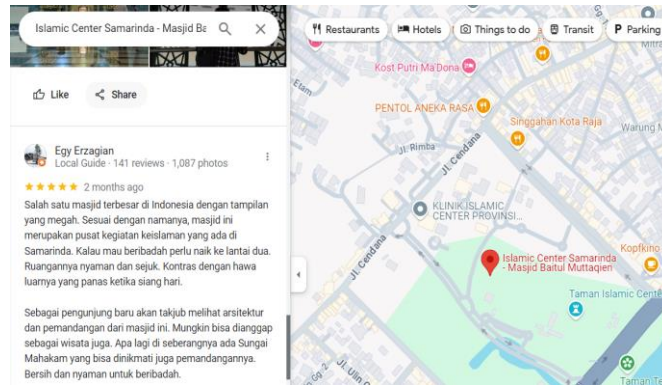 Islamic Center Samarinda - Masjid Ba
Restaurants
Hotels
Things to do
Transit
Parking
Like
Share
Egy Erzagian
Local Guide · 141 reviews · 1,087 photos
2 months ago
Salah satu masjid terbesar di Indonesia dengan tampilan
yang megah. Sesuai dengan namanya, masjid ini
merupakan pusat kegiatan keislaman yang ada di
Samarinda. Kalau mau beribadah perlu naik ke lantai dua.
Ruangannya nyaman dan sejuk. Kontras dengan hawa
luarnya yang panas ketika siang hari.
Sebagai pengunjung baru akan takjub melihat arsitektur
dan pemandangan dari masjid ini. Mungkin bisa dianggap
sebagai wisata juga. Apa lagi di seberangnya ada Sungai
Mahakam yang bisa dinikmati juga pemandangannya.
Bersih dan nyaman untuk beribadah.
Kost Putri Ma'Dona
PENTOL ANEKA RASA
Singgahan Kota Raja
Warung M
Jl. Rimba
Jl. Cendana
KLINIK ISLAMIC
CENTER PROVINSI...
Islamic Center Samarinda
- Masjid Baitul Muttaqien
Kopfkino
Taman Islamic Cente
Jl. Cendana
Jl. Ulin
Taman Te